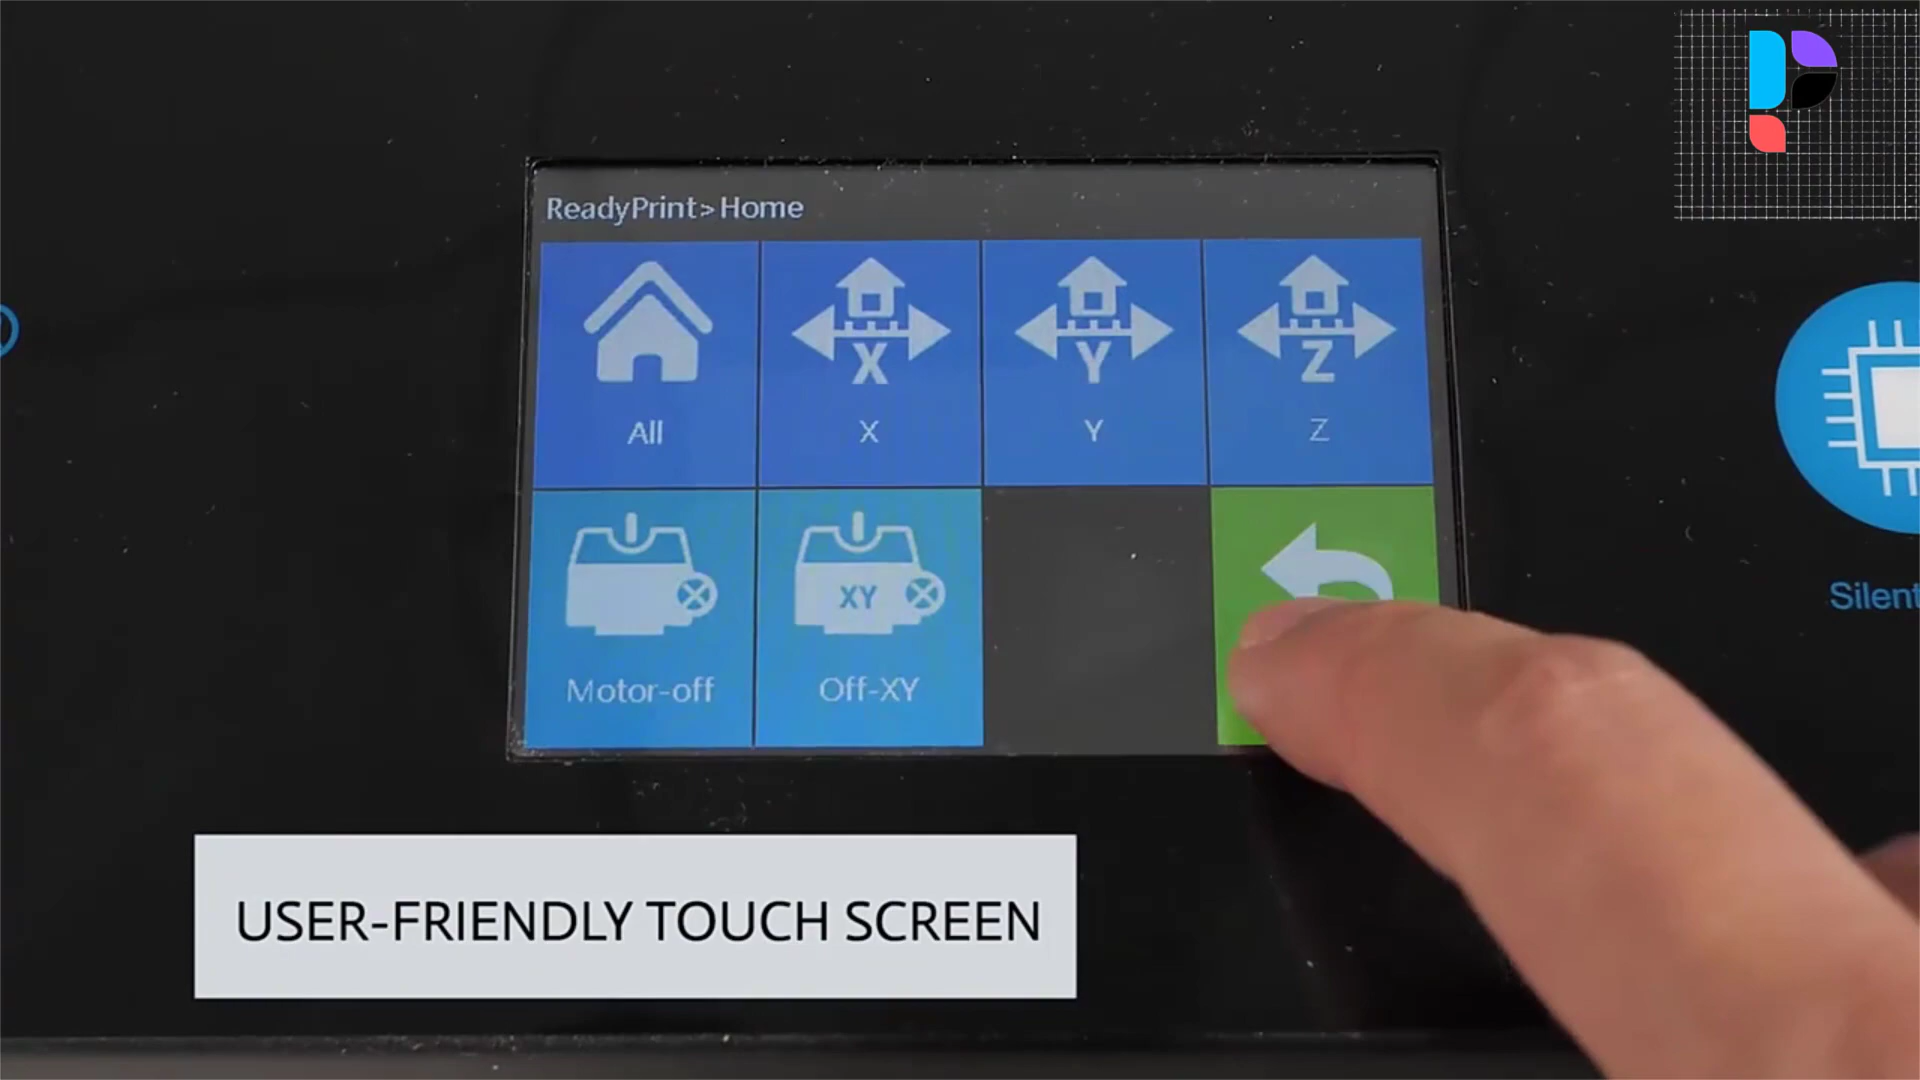 ReadyPrint>Home
X
Y
Z
All
X
Y
Z
XY
Motor-off
Off-XY
Silent
USER-FRIENDLY TOUCH SCREEN